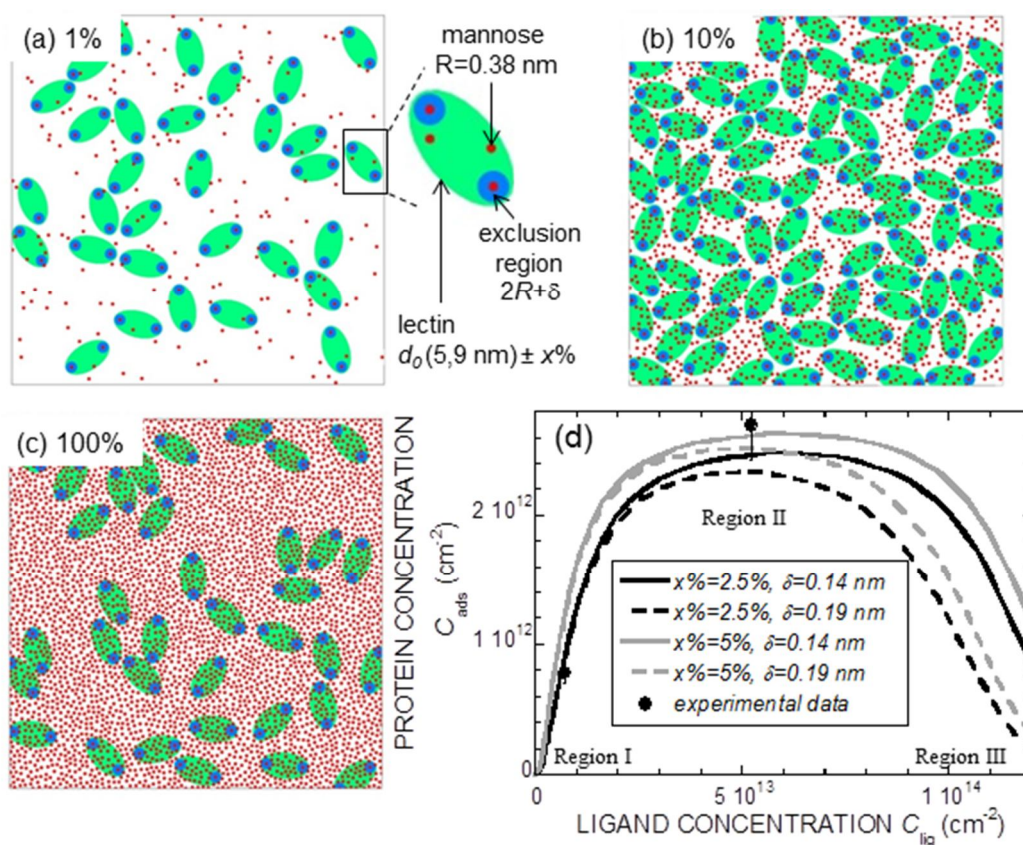 (a) 1%
mannose
R=0.38 nm
exclusion
region
2R+δ
lectin
d0(5,9 nm) ± x%
(b) 10%
(c) 100%
(d)
PROTEIN CONCENTRATION
Cads (cm-2)
2 10^12
1 10^12
0
Region II
x%=2.5%, δ=0.14 nm
x%=2.5%, δ=0.19 nm
x%=5%, δ=0.14 nm
x%=5%, δ=0.19 nm
experimental data
Region I
Region III
0
5 10^13
1 10^14
LIGAND CONCENTRATION Clig (cm-2)